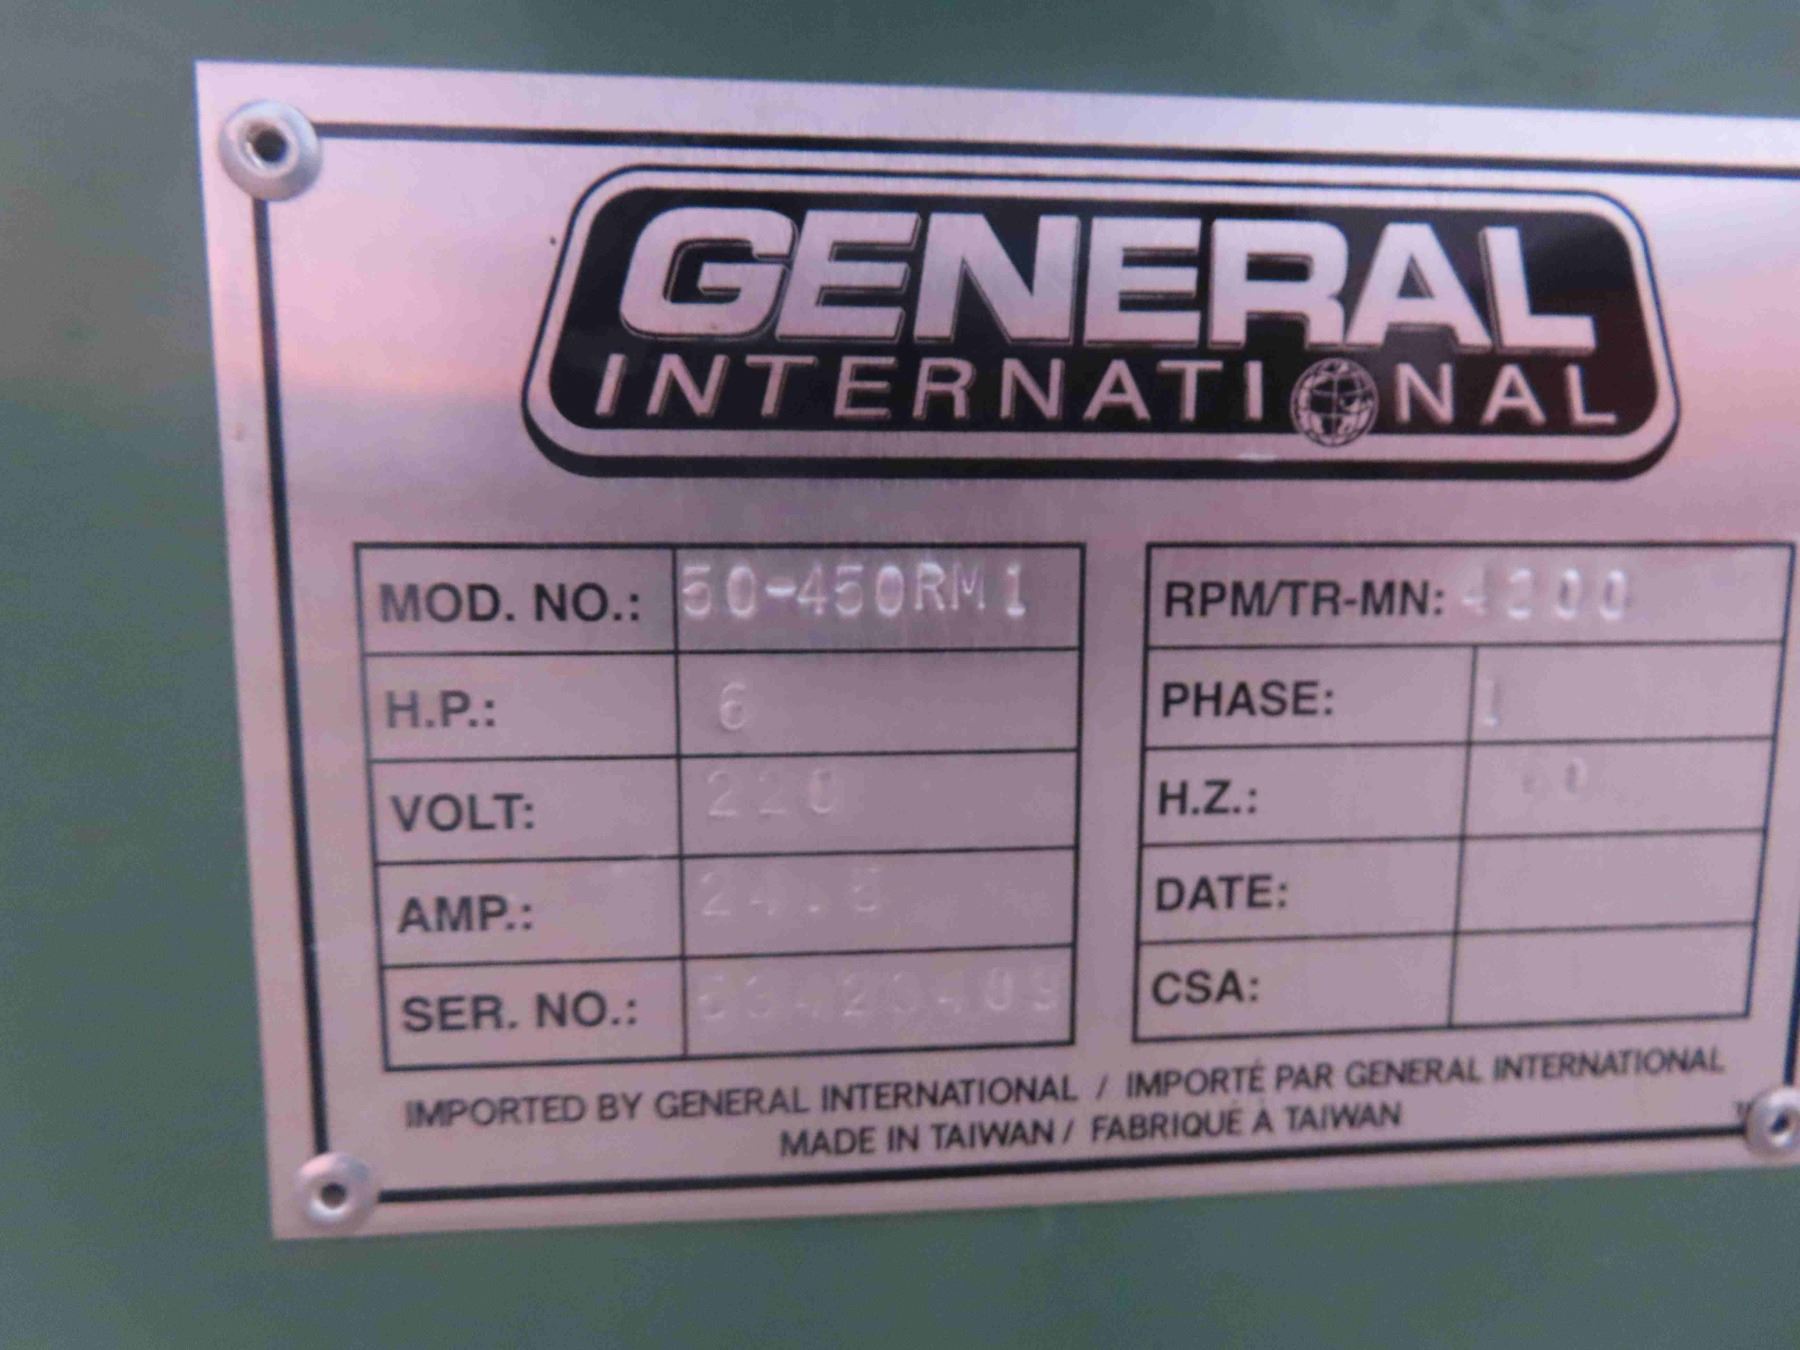 GENERAL
INTERNATIONAL
MOD. NO.: 50-450RM1
H.P.: 6
VOLT: 220
AMP.:
SER. NO.:
RPM/TR-MN: 4200
PHASE: 1
H.Z.:
DATE:
CSA:
IMPORTED BY GENERAL INTERNATIONAL / IMPORTÉ PAR GENERAL INTERNATIONAL
MADE IN TAIWAN / FABRIQUÉ À TAIWAN